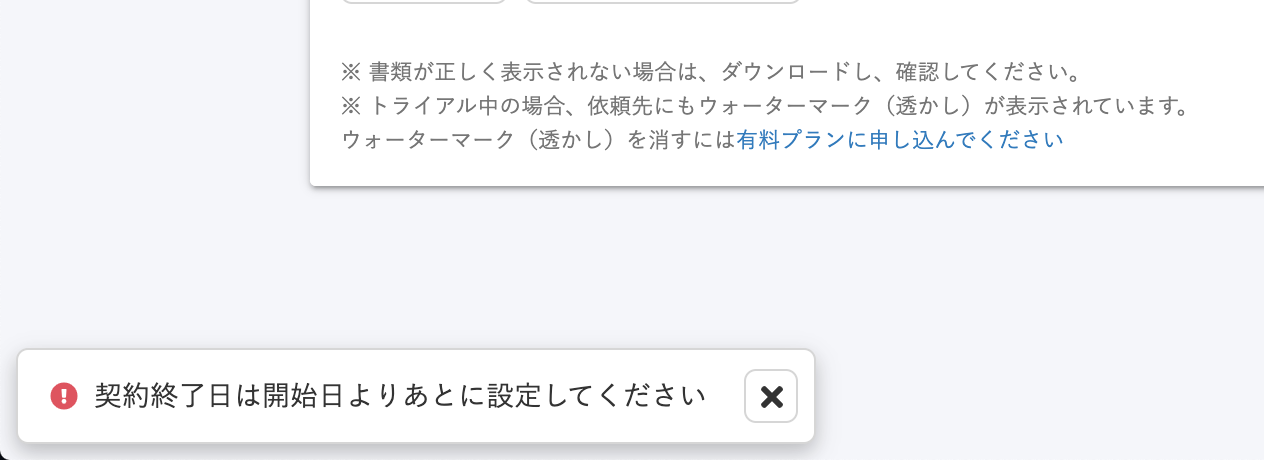 ※ 書類が正しく表示されない場合は、ダウンロードし、確認してください。
※ トライアル中の場合、依頼先にもウォーターマーク（透かし）が表示されています。
ウォーターマーク（透かし）を消すには有料プランに申し込んでください
契約終了日は開始日よりあとに設定してください